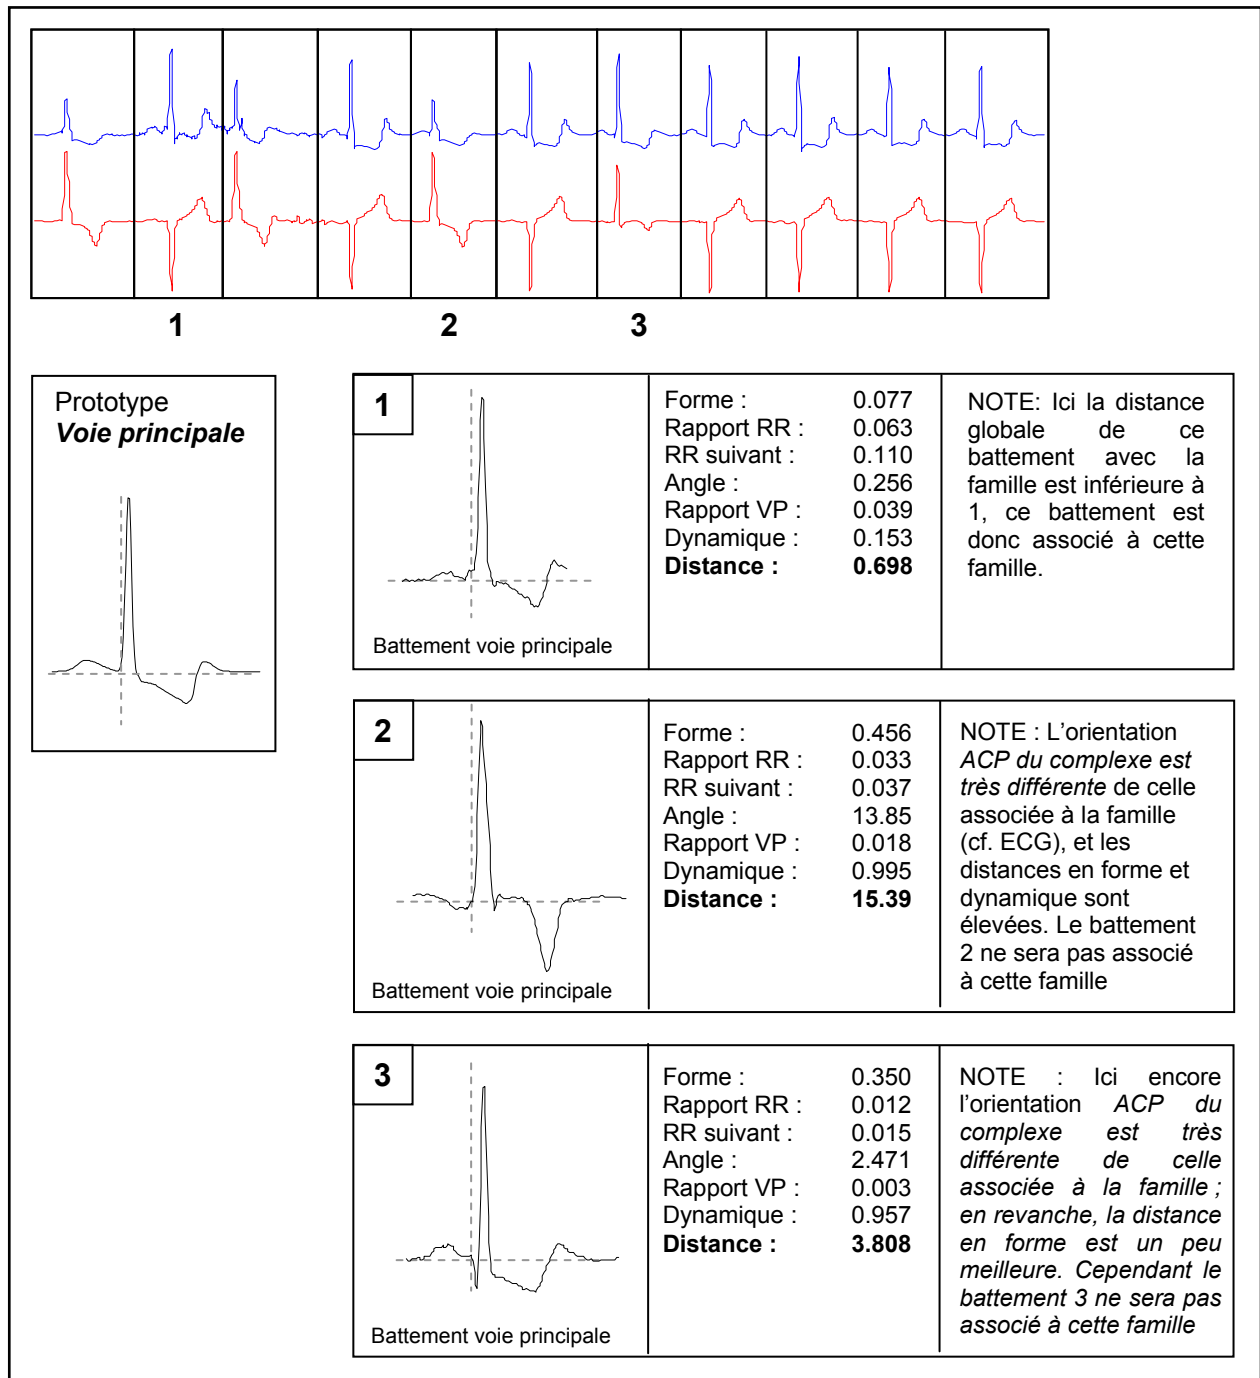 1 2 3
Prototype
Voie principale
1
Battement voie principale
Forme : 0.077
Rapport RR : 0.063
RR suivant : 0.110
Angle : 0.256
Rapport VP : 0.039
Dynamique : 0.153
Distance : 0.698
NOTE: Ici la distance
globale de ce
battement avec la
famille est inférieure à
1, ce battement est
donc associé à cette
famille.
2
Battement voie principale
Forme : 0.456
Rapport RR : 0.033
RR suivant : 0.037
Angle : 13.85
Rapport VP : 0.018
Dynamique : 0.995
Distance : 15.39
NOTE : L'orientation
ACP du complexe est
très différente de celle
associée à la famille
(cf. ECG), et les
distances en forme et
dynamique sont
élevées. Le battement
2 ne sera pas associé
à cette famille
3
Battement voie principale
Forme : 0.350
Rapport RR : 0.012
RR suivant : 0.015
Angle : 2.471
Rapport VP : 0.003
Dynamique : 0.957
Distance : 3.808
NOTE : Ici encore
l'orientation ACP du
complexe est très
différente de celle
associée à la famille ;
en revanche, la distance
en forme est un peu
meilleure. Cependant le
battement 3 ne sera pas
associé à cette famille